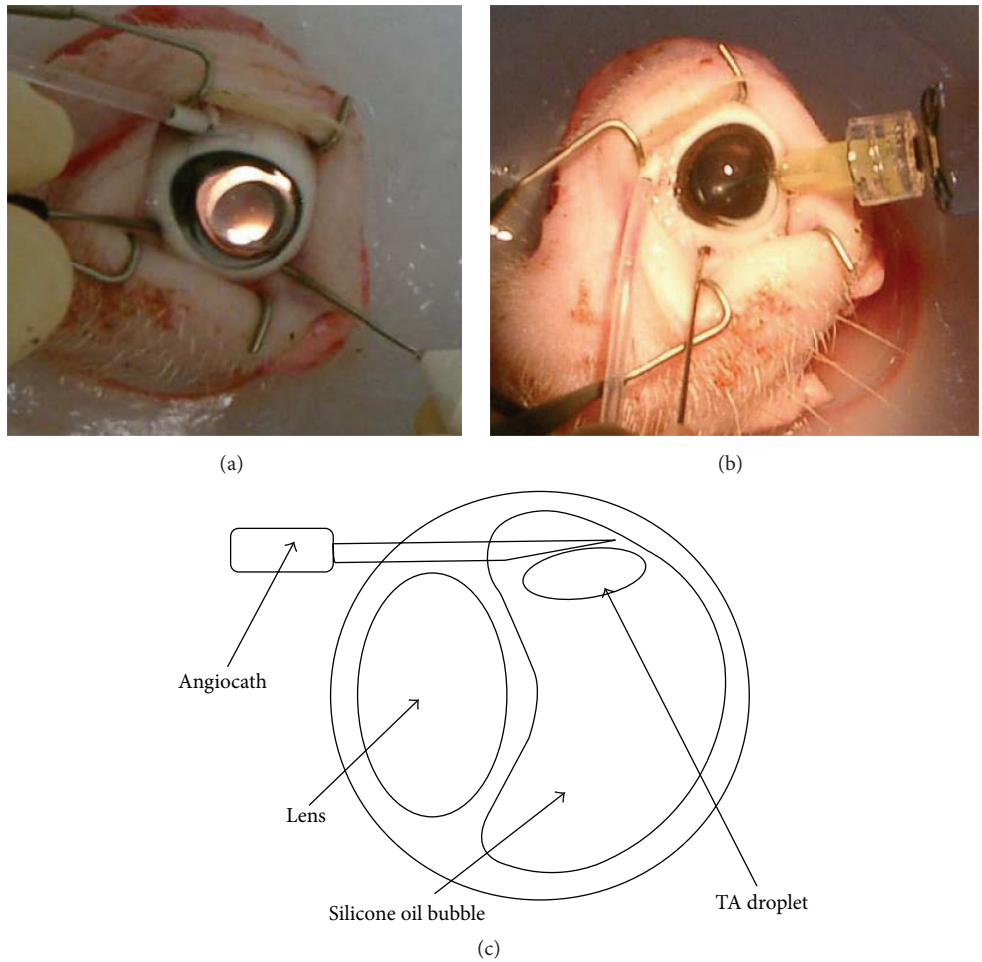 (a)
(b)
Angiocath
Lens
Silicone oil bubble
TA droplet
(c)